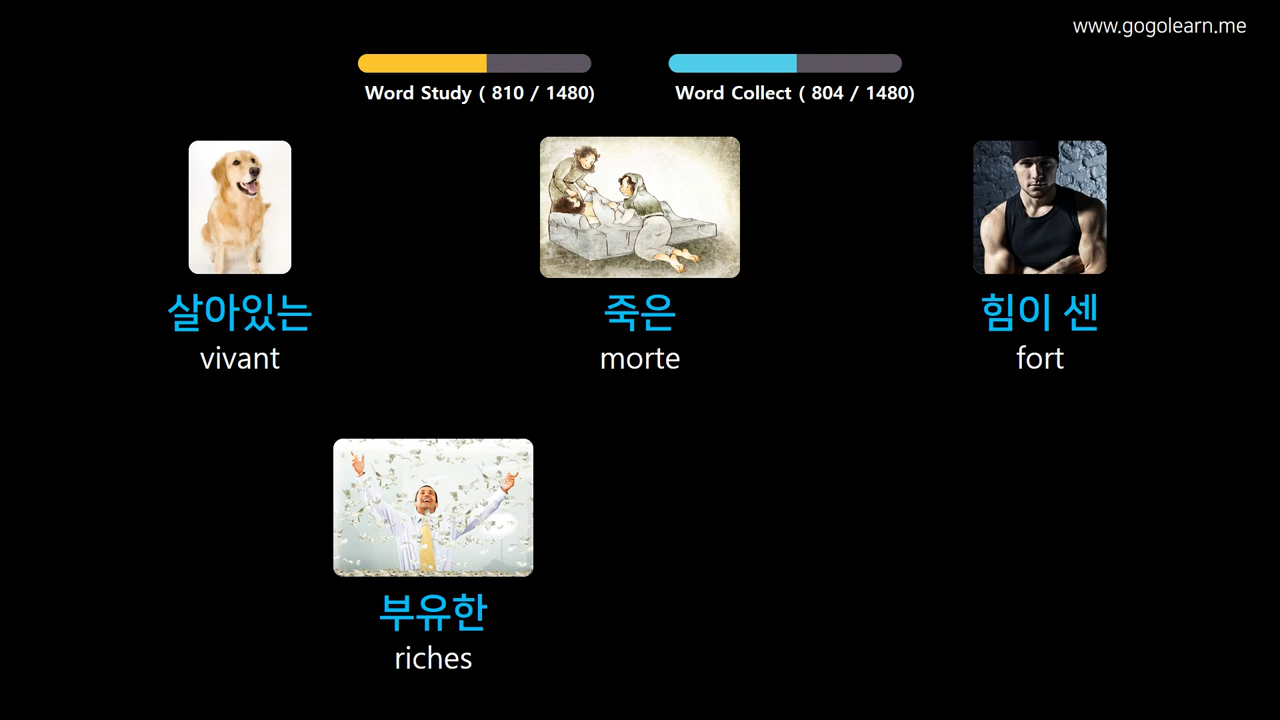 www.gogolearn.me
Word Study ( 810 / 1480)
Word Collect ( 804 / 1480)
살아있는
vivant
죽은
morte
힘이 센
fort
부유한
riches